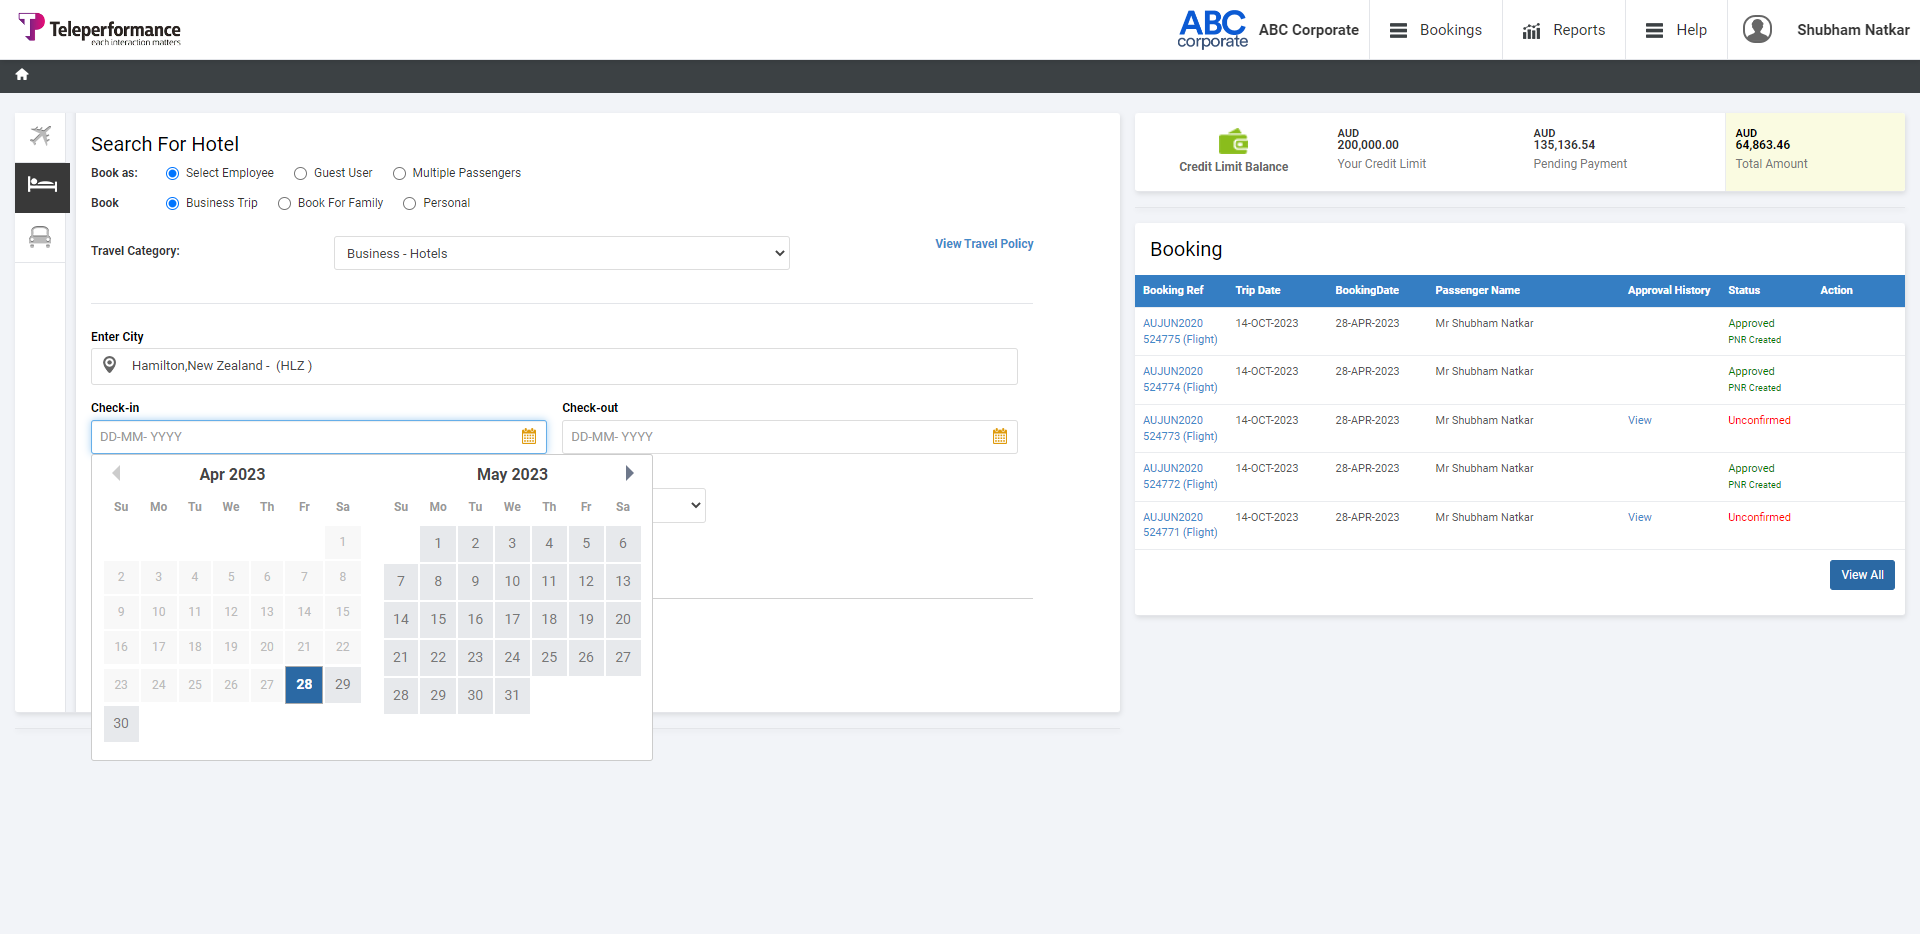 Teleperformance
each interaction matters
ABC
corporate
ABC Corporate
Bookings
Reports
Help
Shubham Natkar
Search For Hotel
Book as: Select Employee Guest User Multiple Passengers
Book Business Trip Book For Family Personal
Travel Category: Business - Hotels View Travel Policy
Enter City
Hamilton,New Zealand - (HLZ )
Check-in Check-out
DD-MM- YYYY DD-MM- YYYY
Apr 2023 May 2023
Su Mo Tu We Th Fr Sa Su Mo Tu We Th Fr Sa
1 1 2 3 4 5 6
2 3 4 5 6 7 8 7 8 9 10 11 12 13
9 10 11 12 13 14 15 14 15 16 17 18 19 20
16 17 18 19 20 21 22 21 22 23 24 25 26 27
23 24 25 26 27 28 29 28 29 30 31
30
Credit Limit Balance
AUD
200,000.00
Your Credit Limit
AUD
135,136.54
Pending Payment
AUD
64,863.46
Total Amount
Booking
Booking Ref Trip Date BookingDate Passenger Name Approval History Status Action
AUJUN2020 14-OCT-2023 28-APR-2023 Mr Shubham Natkar Approved
524775 (Flight) PNR Created
AUJUN2020 14-OCT-2023 28-APR-2023 Mr Shubham Natkar Approved
524774 (Flight) PNR Created
AUJUN2020 14-OCT-2023 28-APR-2023 Mr Shubham Natkar View Unconfirmed
524773 (Flight)
AUJUN2020 14-OCT-2023 28-APR-2023 Mr Shubham Natkar Approved
524772 (Flight) PNR Created
AUJUN2020 14-OCT-2023 28-APR-2023 Mr Shubham Natkar View Unconfirmed
524771 (Flight)
View All